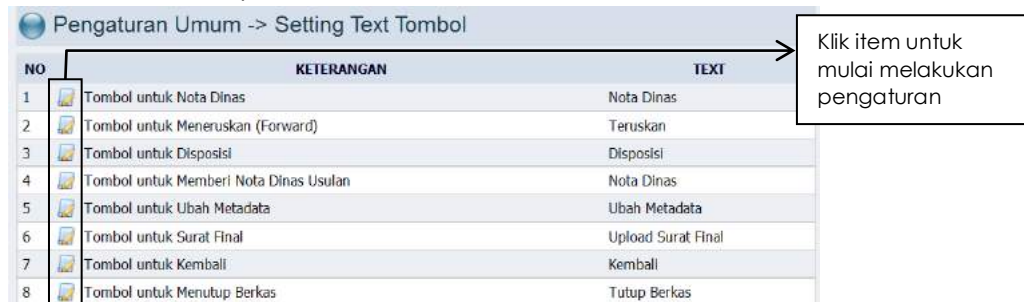 Pengaturan Umum -> Setting Text Tombol
Klik item untuk
mulai melakukan
pengaturan
NO KETERANGAN TEXT
1 Tombol untuk Nota Dinas Nota Dinas
2 Tombol untuk Meneruskan (Forward) Teruskan
3 Tombol untuk Disposisi Disposisi
4 Tombol untuk Memberi Nota Dinas Usulan Nota Dinas
5 Tombol untuk Ubah Metadata Ubah Metadata
6 Tombol untuk Surat Final Upload Surat Final
7 Tombol untuk Kembali Kembali
8 Tombol untuk Menutup Berkas Tutup Berkas